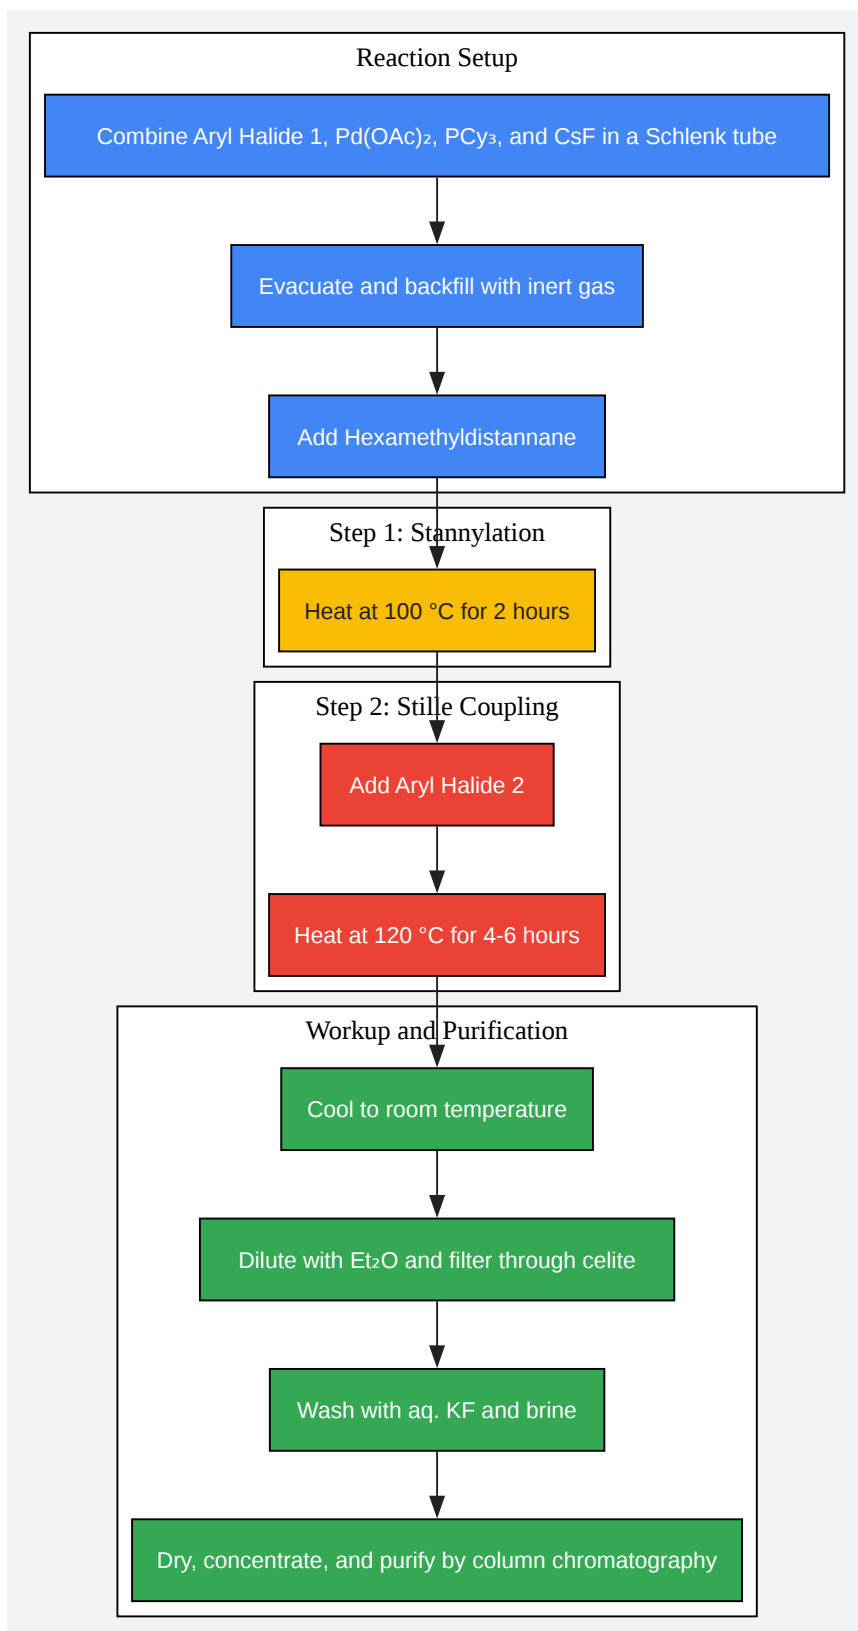 Reaction Setup
Combine Aryl Halide 1, Pd(OAc)₂, PCy₃, and CsF in a Schlenk tube
Evacuate and backfill with inert gas
Add Hexamethyldistannane
Step 1: Stannylation
Heat at 100 °C for 2 hours
Step 2: Stille Coupling
Add Aryl Halide 2
Heat at 120 °C for 4-6 hours
Workup and Purification
Cool to room temperature
Dilute with Et₂O and filter through celite
Wash with aq. KF and brine
Dry, concentrate, and purify by column chromatography